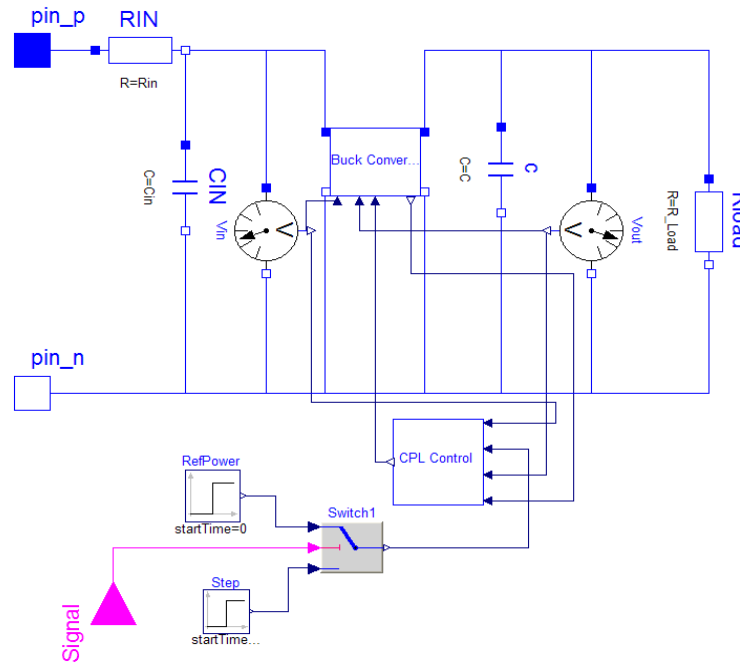 pin_p
RIN
R=Rin
Buck Conver...
C=Cin
CIN
Vin
C=C
C
Vout
R=R_Load
Rload
pin_n
CPL Control
RefPower
startTime=0
Switch1
Step
startTime...
Signal